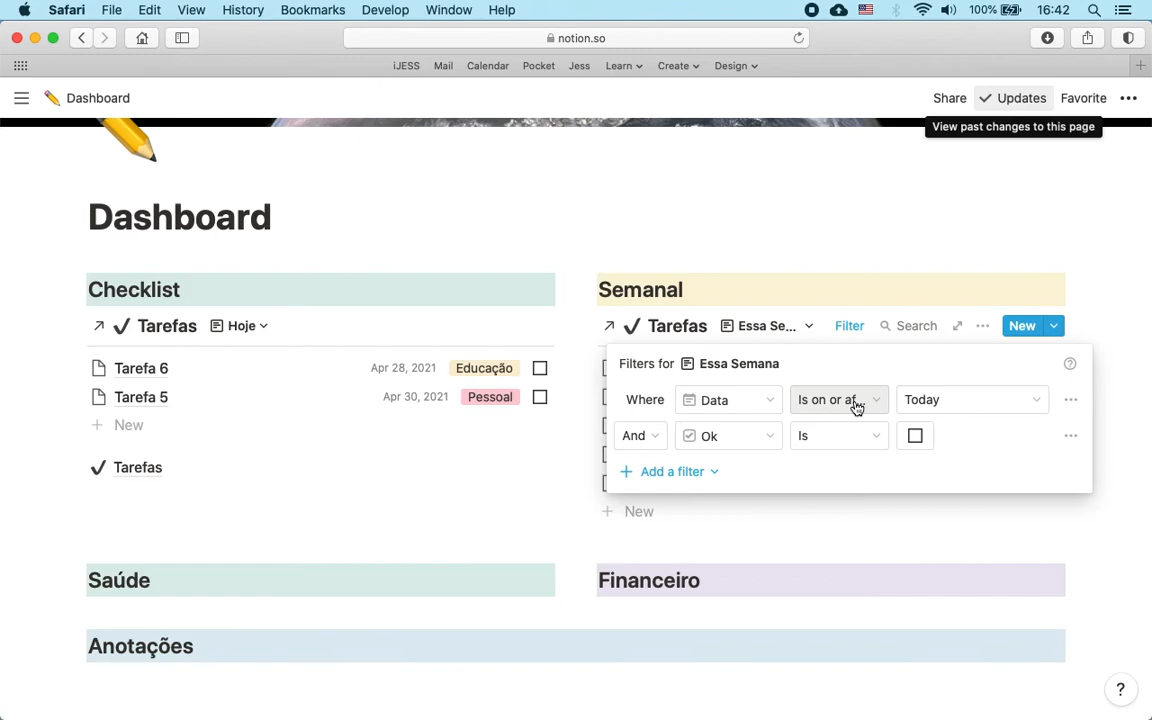 Safari File Edit View History Bookmarks Develop Window Help 100% 16:42
notion.so
iJESS Mail Calendar Pocket Jess Learn Create Design
Dashboard Share Updates Favorite
View past changes to this page
Dashboard
Checklist
Tarefas Hoje
Tarefa 6 Apr 28, 2021 Educação
Tarefa 5 Apr 30, 2021 Pessoal
+ New
Tarefas
Semanal
Tarefas Essa Se... Filter Search New
Filters for Essa Semana
Where Data Is on or af... Today
And Ok Is
+ Add a filter
+ New
Saúde
Financeiro
Anotações
?